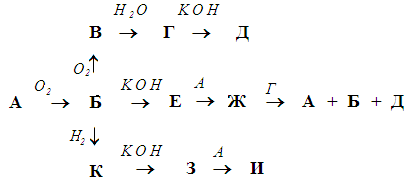 H₂O KOH
В → Г → Д
O₂↑
O₂ KOH А Г
А → Б → Е → Ж → А + Б + Д
H₂↓
KOH А
К → З → И